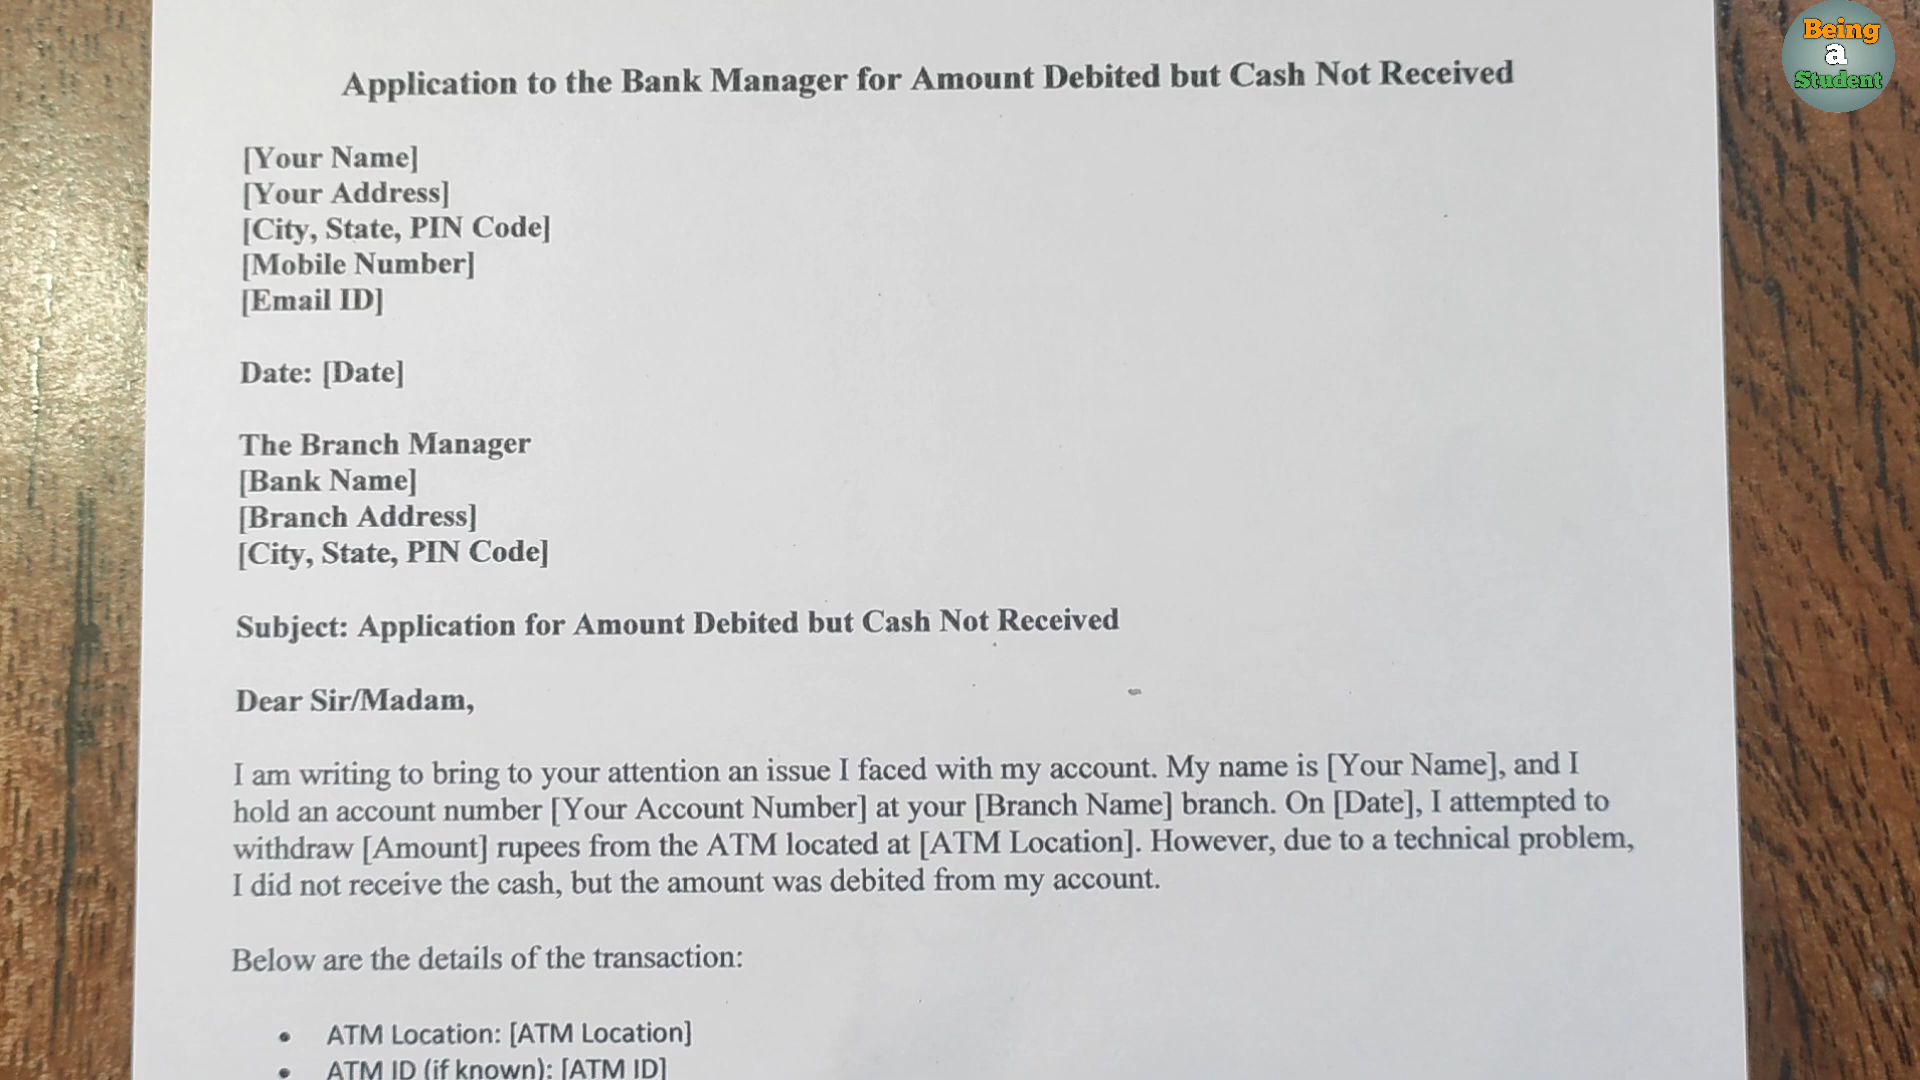 Being
a
Student
Application to the Bank Manager for Amount Debited but Cash Not Received
[Your Name]
[Your Address]
[City, State, PIN Code]
[Mobile Number]
[Email ID]
Date: [Date]
The Branch Manager
[Bank Name]
[Branch Address]
[City, State, PIN Code]
Subject: Application for Amount Debited but Cash Not Received
Dear Sir/Madam,
I am writing to bring to your attention an issue I faced with my account. My name is [Your Name], and I
hold an account number [Your Account Number] at your [Branch Name] branch. On [Date], I attempted to
withdraw [Amount] rupees from the ATM located at [ATM Location]. However, due to a technical problem,
I did not receive the cash, but the amount was debited from my account.
Below are the details of the transaction:
• ATM Location: [ATM Location]
• ATM ID (if known): [ATM ID]